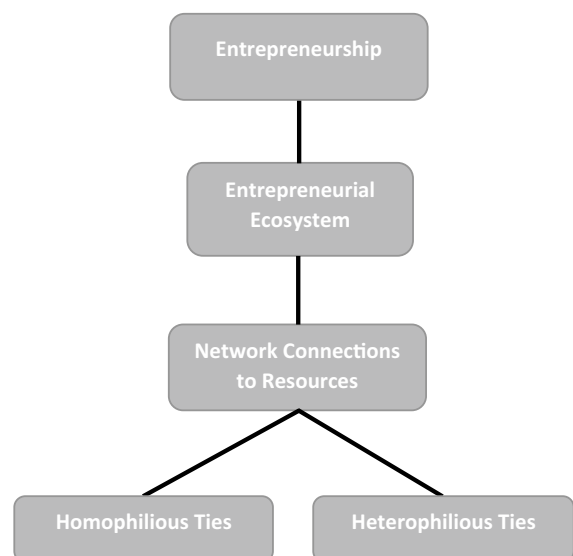 Entrepreneurship
Entrepreneurial
Ecosystem
Network Connections
to Resources
Homophilious Ties
Heterophilious Ties